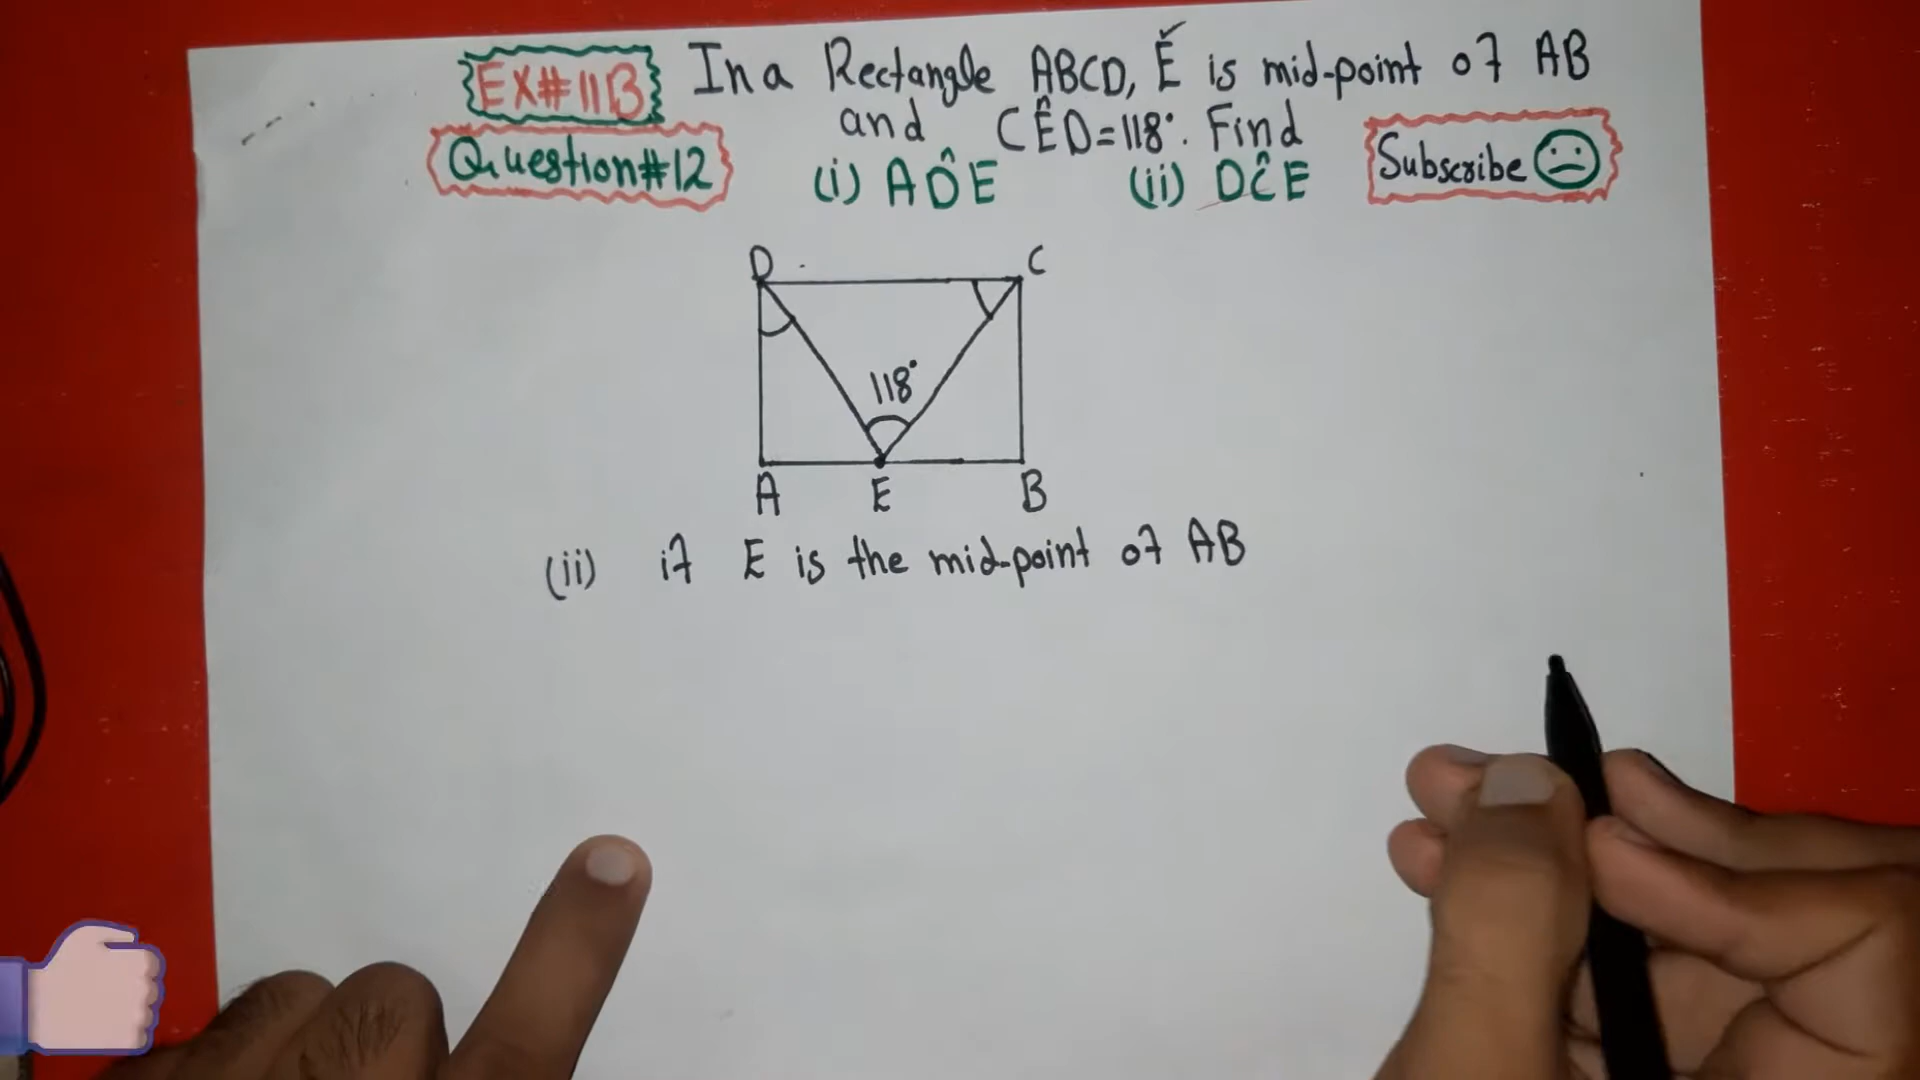 EX#11B
In a Rectangle ABCD, E is mid-point of AB
and CÊD=118°. Find
Question#12
(i) AD̂E (ii) DĈE
Subscribe
D C
118°
A E B
(ii) if E is the mid-point of AB